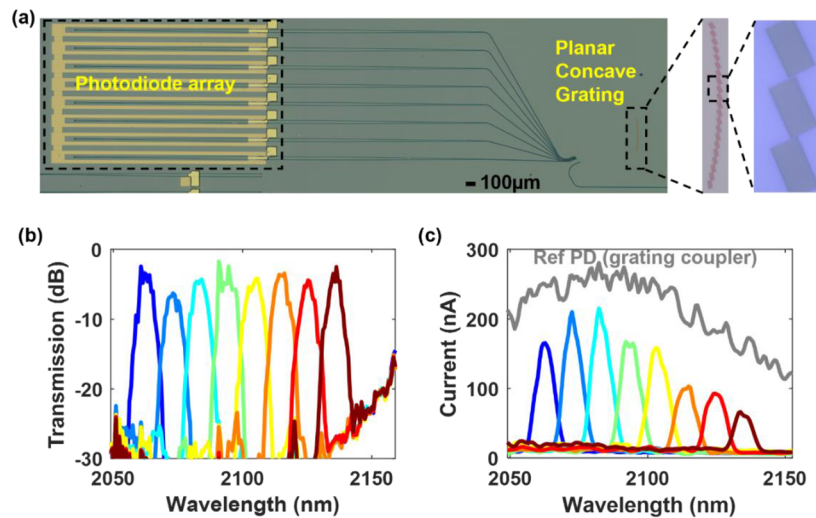 (a)
Photodiode array
Planar
Concave
Grating
100μm
(b)
0
-10
-20
-30
Transmission (dB)
2050
2100
2150
Wavelength (nm)
(c)
300
200
100
0
Current (nA)
Ref PD (grating coupler)
2050
2100
2150
Wavelength (nm)